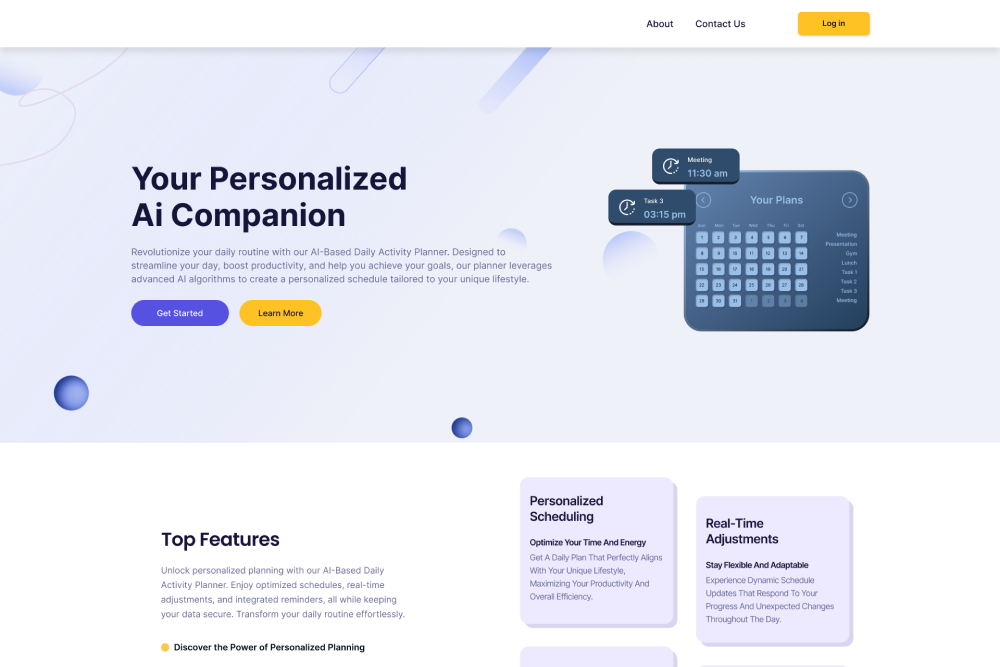 About
Contact Us
Log in
Your Personalized
Ai Companion
Revolutionize your daily routine with our AI-Based Daily Activity Planner. Designed to
streamline your day, boost productivity, and help you achieve your goals, our planner leverages
advanced AI algorithms to create a personalized schedule tailored to your unique lifestyle.
Get Started
Learn More
Meeting
11:30 am
Task 3
03:15 pm
Your Plans
Sun Mon Tue Wed Thu Fri Sat
1 2 3 4 5 6 7
8 9 10 11 12 13 14
15 16 17 18 19 20 21
22 23 24 25 26 27 28
29 30 31 1 2 3 4
Meeting
Presentation
Gym
Lunch
Task 1
Task 2
Task 3
Meeting
Top Features
Unlock personalized planning with our AI-Based Daily
Activity Planner. Enjoy optimized schedules, real-time
adjustments, and integrated reminders, all while keeping
your data secure. Transform your daily routine effortlessly.
Discover the Power of Personalized Planning
Personalized
Scheduling
Optimize Your Time And Energy
Get A Daily Plan That Perfectly Aligns
With Your Unique Lifestyle,
Maximizing Your Productivity And
Overall Efficiency.
Real-Time
Adjustments
Stay Flexible And Adaptable
Experience Dynamic Schedule
Updates That Respond To Your
Progress And Unexpected Changes
Throughout The Day.